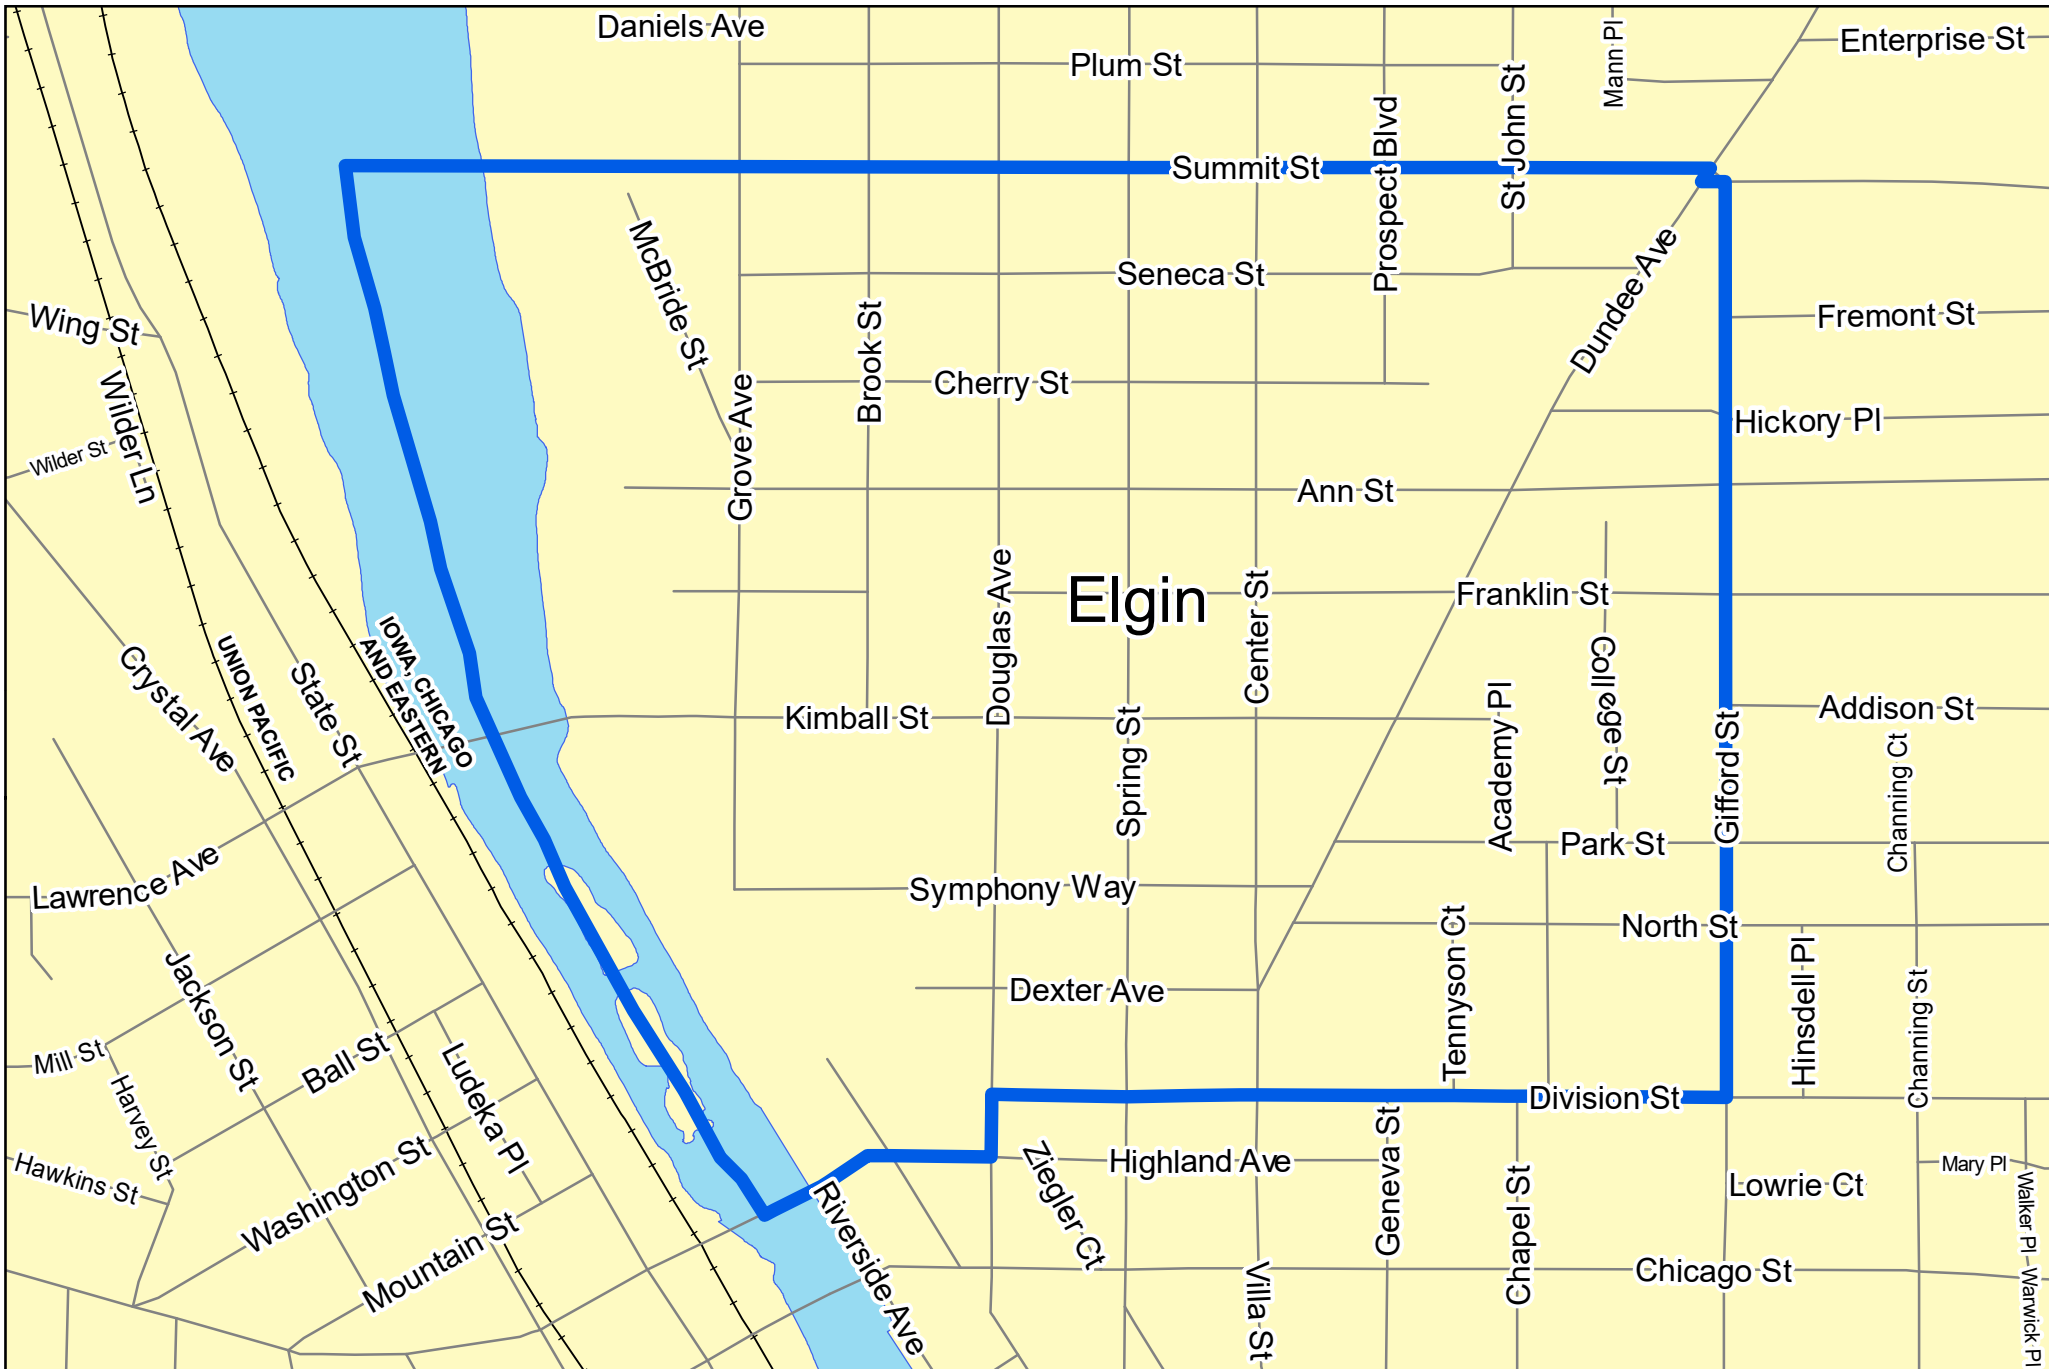 Daniels Ave
Plum St
Mann Pl
Enterprise St
St John St
Prospect Blvd
Summit St
McBride St
Seneca St
Dundee Ave
Wing St
Brook St
Fremont St
Wilder Ln
Grove Ave
Cherry St
Hickory Pl
Wilder St
Ann St
Elgin
Douglas Ave
Center St
Franklin St
College St
Crystal Ave
UNION PACIFIC
State St
IOWA, CHICAGO
AND EASTERN
Kimball St
Spring St
Academy Pl
Gifford St
Addison St
Channing Ct
Park St
Lawrence Ave
Symphony Way
North St
Tennyson Ct
Hinsdell Pl
Channing St
Jackson St
Dexter Ave
Mill St
Harvey St
Ball St
Ludeka Pl
Division St
Hawkins St
Washington St
Mountain St
Riverside Ave
Ziegler Ct
Highland Ave
Geneva St
Chapel St
Lowrie Ct
Mary Pl
Walker Pl
Warwick Pl
Villa St
Chicago St